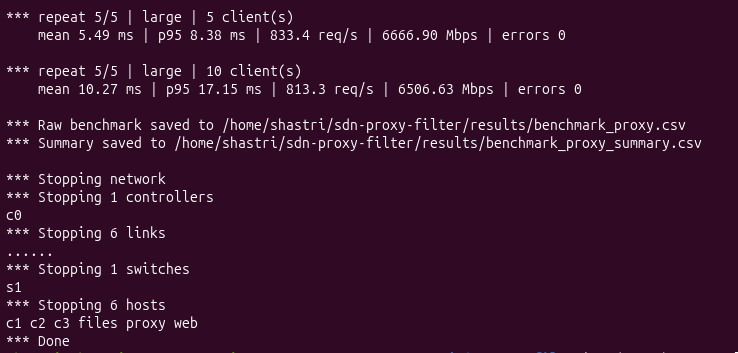 *** repeat 5/5 | large | 5 client(s)
mean 5.49 ms | p95 8.38 ms | 833.4 req/s | 6666.90 Mbps | errors 0
*** repeat 5/5 | large | 10 client(s)
mean 10.27 ms | p95 17.15 ms | 813.3 req/s | 6506.63 Mbps | errors 0
*** Raw benchmark saved to /home/shastri/sdn-proxy-filter/results/benchmark_proxy.csv
*** Summary saved to /home/shastri/sdn-proxy-filter/results/benchmark_proxy_summary.csv
*** Stopping network
*** Stopping 1 controllers
c0
*** Stopping 6 links
......
*** Stopping 1 switches
s1
*** Stopping 6 hosts
c1 c2 c3 files proxy web
*** Done